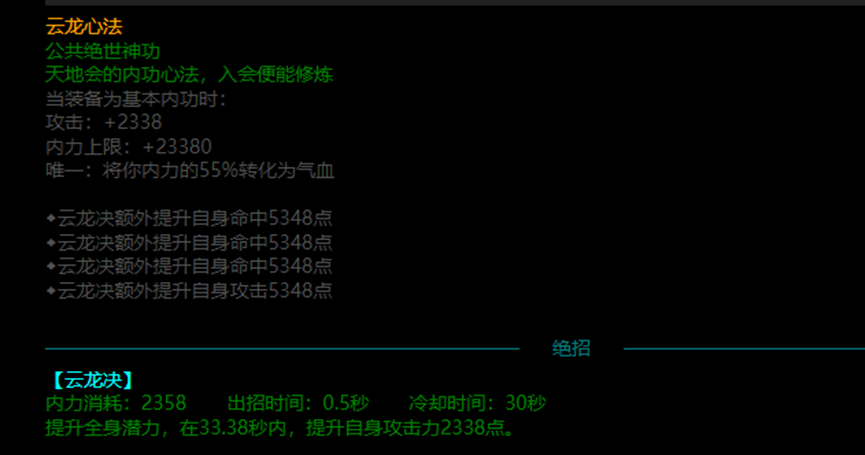 云龙心法
公共绝世神功
天地会的内功心法，入会便能修炼
当装备为基本内功时：
攻击：+2338
内力上限：+23380
唯一：将你内力的55%转化为气血
◆云龙决额外提升自身命中5348点
◆云龙决额外提升自身命中5348点
◆云龙决额外提升自身命中5348点
◆云龙决额外提升自身攻击5348点
绝招
【云龙决】
内力消耗：2358 出招时间：0.5秒 冷却时间：30秒
提升全身潜力，在33.38秒内，提升自身攻击力2338点。